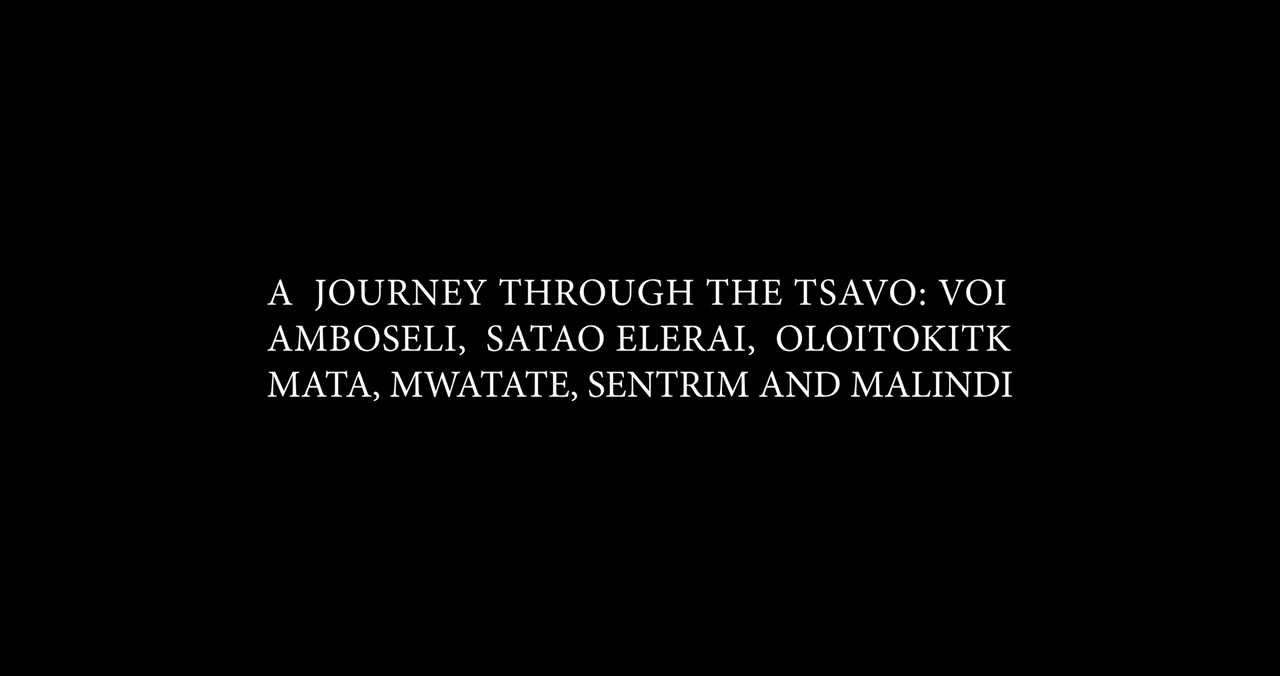 A JOURNEY THROUGH THE TSAVO: VOI
AMBOSELI, SATAO ELERAI, OLOITOKITK
MATA, MWATATE, SENTRIM AND MALINDI